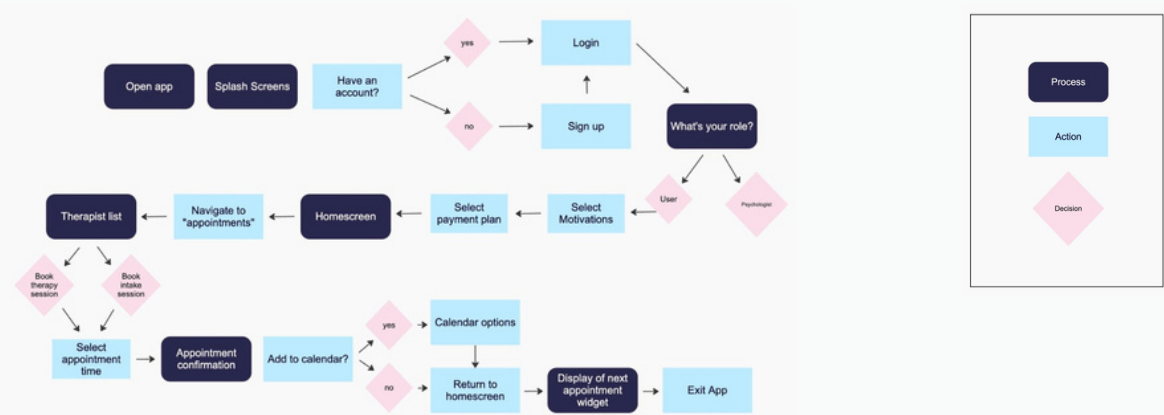 Open app
Splash Screens
Have an
account?
yes
no
Login
Sign up
What's your role?
User
Psychologist
Select
Motivations
Select
payment plan
Homescreen
Navigate to
"appointments"
Therapist list
Book
therapy
session
Book
intake
session
Select
appointment
time
Appointment
confirmation
Add to calendar?
yes
no
Calendar options
Return to
homescreen
Display of next
appointment
widget
Exit App
Process
Action
Decision